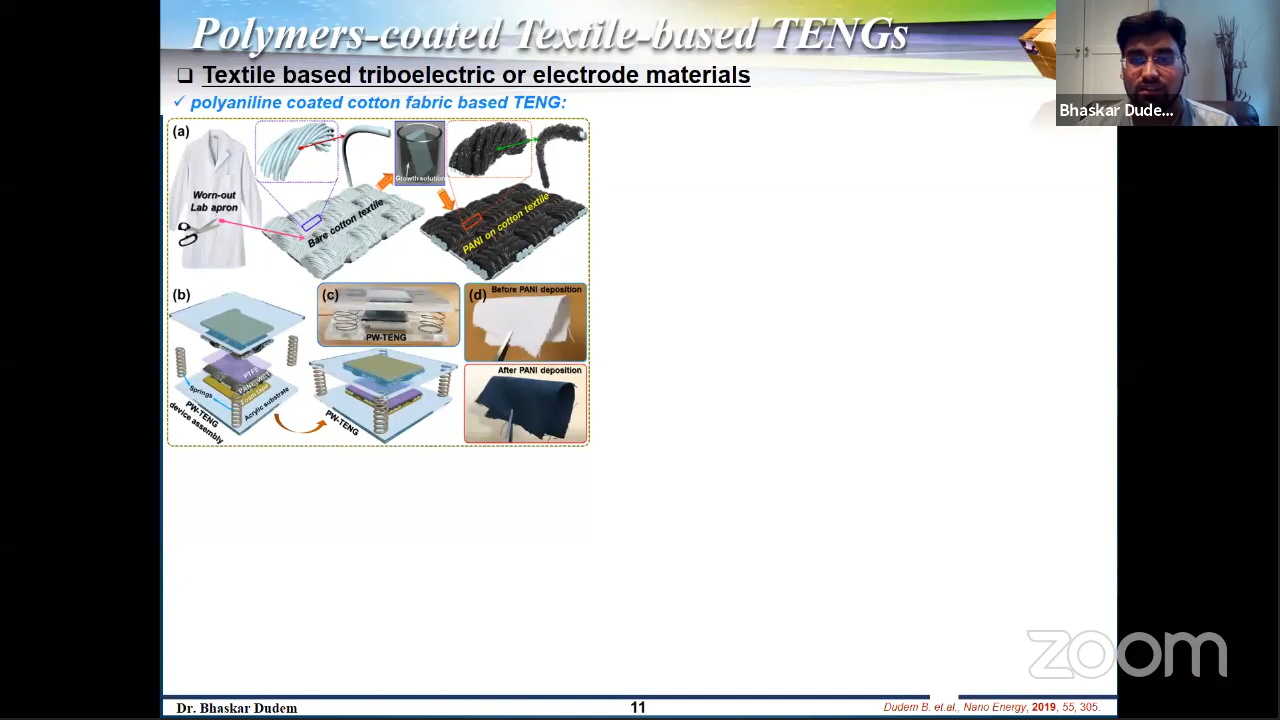 Polymers-coated Textile-based TENGs
❑ Textile based triboelectric or electrode materials
✓ polyaniline coated cotton fabric based TENG:
Bhaskar Dude...
(a)
Worn-out
Lab apron
Growth solution
Bare cotton textile
PANI on cotton textile
(b)
PTFE
Foam tape
Springs
Acrylic substrate
PW-TENG
device assembly
PW-TENG
(c)
PW-TENG
(d)
Before PANI deposition
After PANI deposition
zoom
Dr. Bhaskar Dudem
11
Dudem B. et.al., Nano Energy, 2019, 55, 305.